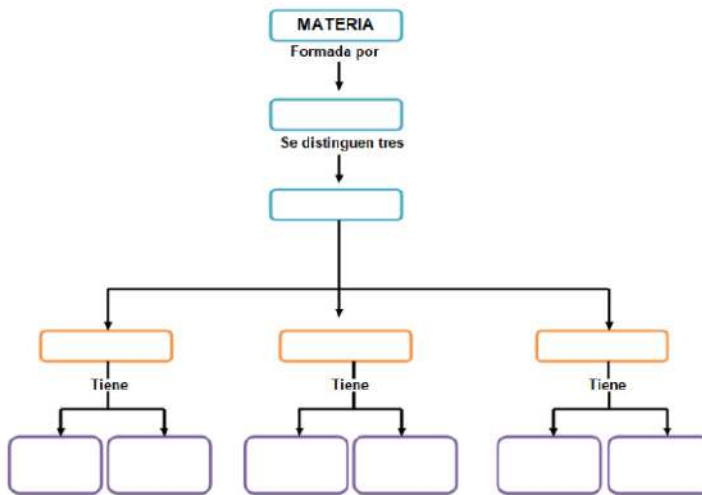 MATERIA
Formada por
Se distinguen tres
Tiene
Tiene
Tiene